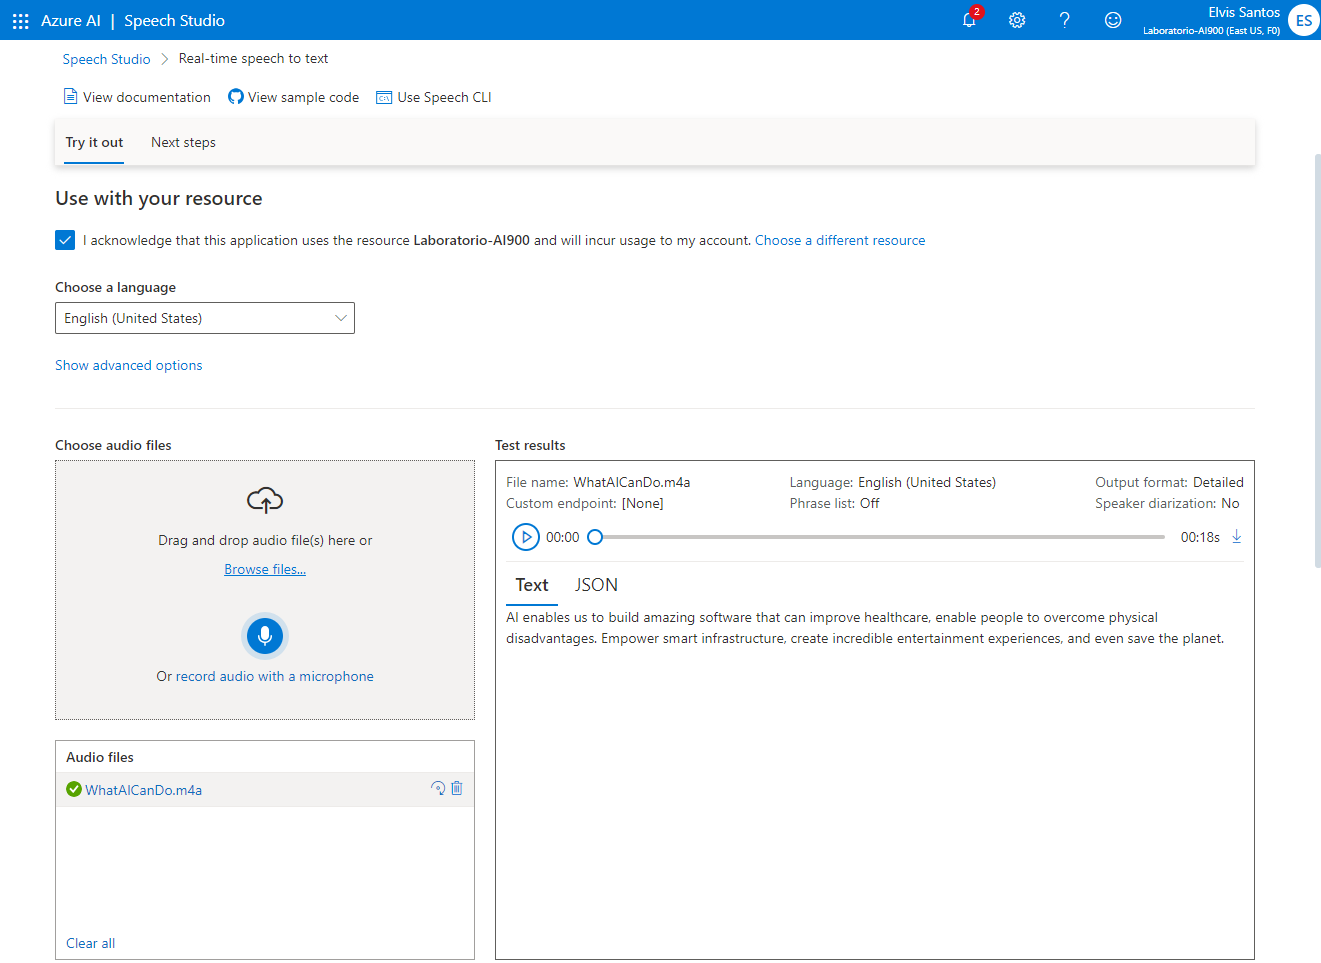 Azure AI | Speech Studio
2
Elvis Santos
Laboratorio-AI900 (East US, F0)
ES
Speech Studio > Real-time speech to text
View documentation View sample code Use Speech CLI
Try it out Next steps
Use with your resource
I acknowledge that this application uses the resource Laboratorio-AI900 and will incur usage to my account. Choose a different resource
Choose a language
English (United States)
Show advanced options
Choose audio files
Drag and drop audio file(s) here or
Browse files...
Or record audio with a microphone
Audio files
WhatAICanDo.m4a
Clear all
Test results
File name: WhatAICanDo.m4a Language: English (United States) Output format: Detailed
Custom endpoint: [None] Phrase list: Off Speaker diarization: No
00:00 00:18s
Text JSON
AI enables us to build amazing software that can improve healthcare, enable people to overcome physical
disadvantages. Empower smart infrastructure, create incredible entertainment experiences, and even save the planet.